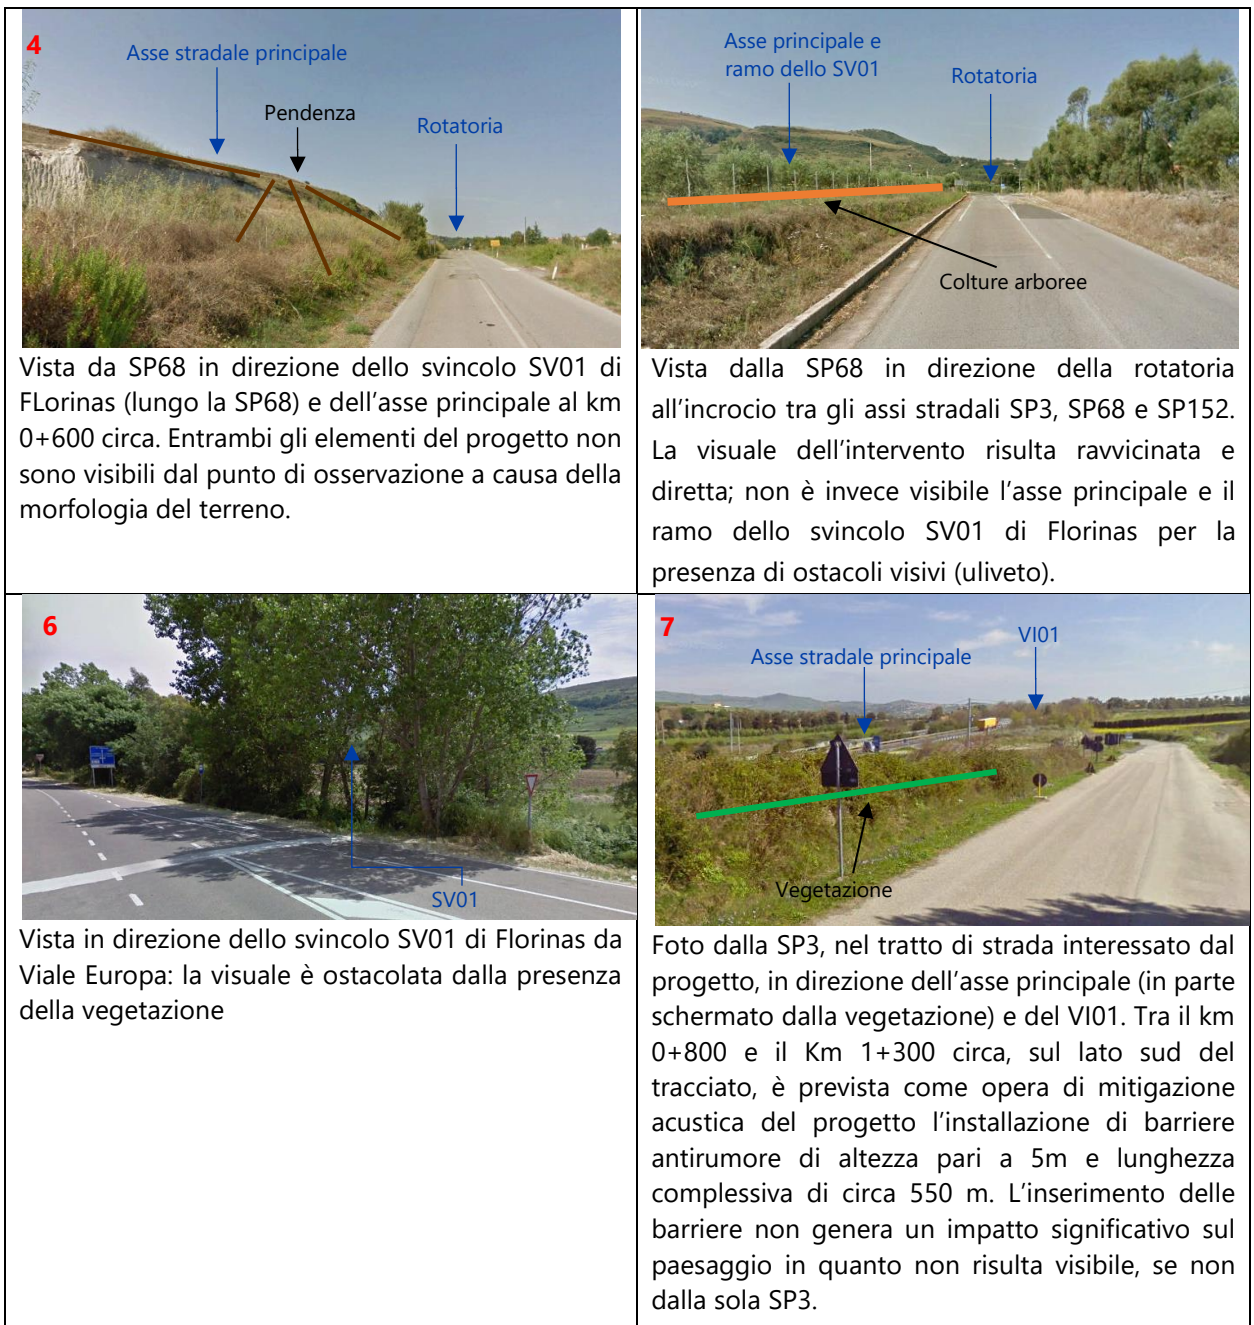 4
Asse stradale principale
Pendenza
Rotatoria
Vista da SP68 in direzione dello svincolo SV01 di
FLorinas (lungo la SP68) e dell’asse principale al km
0+600 circa. Entrambi gli elementi del progetto non
sono visibili dal punto di osservazione a causa della
morfologia del terreno.
Asse principale e
ramo dello SV01
Rotatoria
Colture arboree
Vista dalla SP68 in direzione della rotatoria
all’incrocio tra gli assi stradali SP3, SP68 e SP152.
La visuale dell’intervento risulta ravvicinata e
diretta; non è invece visibile l’asse principale e il
ramo dello svincolo SV01 di Florinas per la
presenza di ostacoli visivi (uliveto).
6
SV01
Vista in direzione dello svincolo SV01 di Florinas da
Viale Europa: la visuale è ostacolata dalla presenza
della vegetazione
7
VI01
Asse stradale principale
Vegetazione
Foto dalla SP3, nel tratto di strada interessato dal
progetto, in direzione dell’asse principale (in parte
schermato dalla vegetazione) e del VI01. Tra il km
0+800 e il Km 1+300 circa, sul lato sud del
tracciato, è prevista come opera di mitigazione
acustica del progetto l’installazione di barriere
antirumore di altezza pari a 5m e lunghezza
complessiva di circa 550 m. L’inserimento delle
barriere non genera un impatto significativo sul
paesaggio in quanto non risulta visibile, se non
dalla sola SP3.